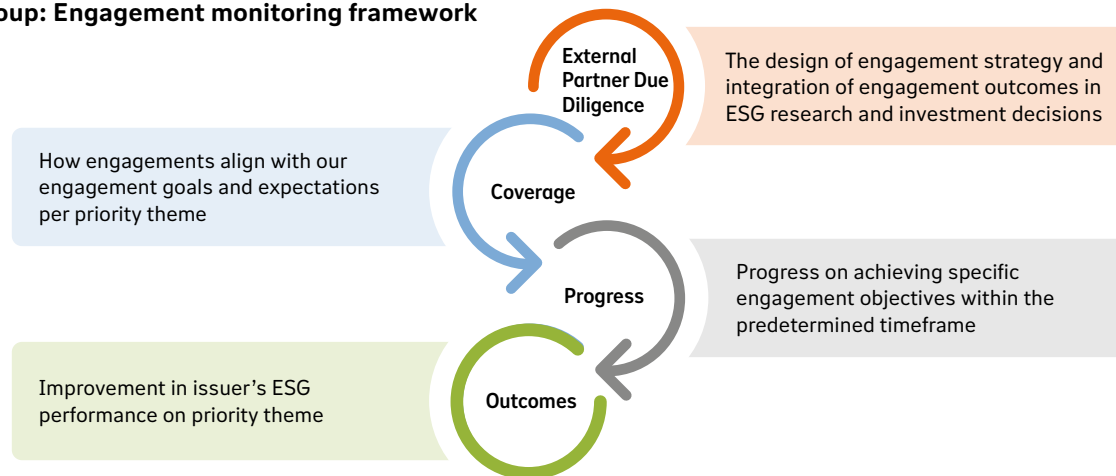 oup: Engagement monitoring framework
External
Partner Due
Diligence
The design of engagement strategy and
integration of engagement outcomes in
ESG research and investment decisions
How engagements align with our
engagement goals and expectations
per priority theme
Coverage
Progress
Progress on achieving specific
engagement objectives within the
predetermined timeframe
Improvement in issuer’s ESG
performance on priority theme
Outcomes